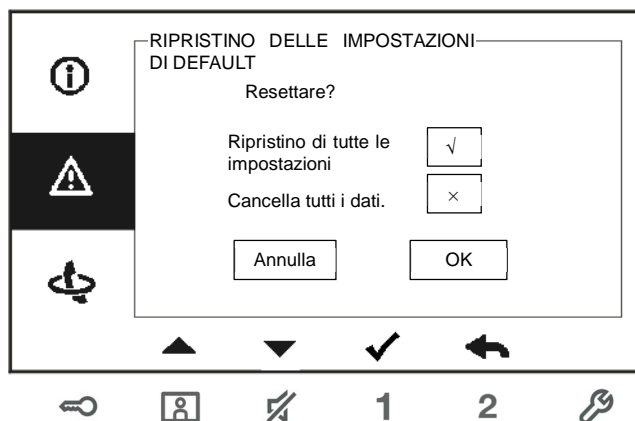 RIPRISTINO DELLE IMPOSTAZIONI
DI DEFAULT
Resettare?
Ripristino di tutte le
impostazioni
√
Cancella tutti i dati.
×
Annulla OK
1 2